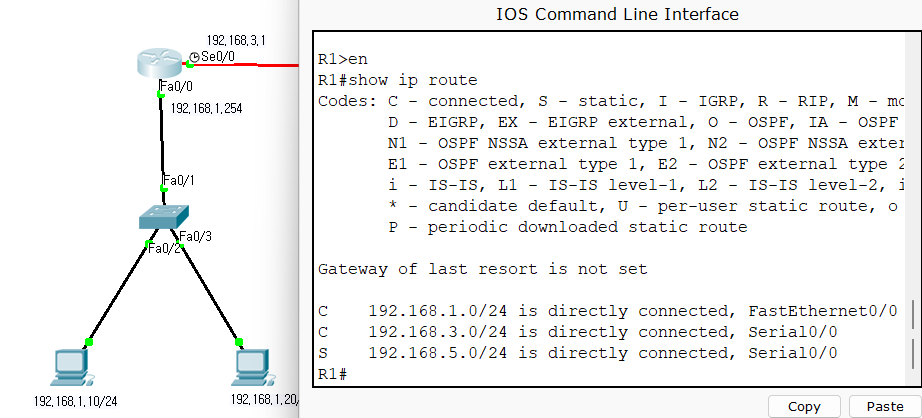 192,168,3,1
Se0/0
Fa0/0
192,168,1,254
Fa0/1
Fa0/3
Fa0/2
192,168,1,10/24
192,168,1,20/
IOS Command Line Interface
R1>en
R1#show ip route
Codes: C - connected, S - static, I - IGRP, R - RIP, M -
D - EIGRP, EX - EIGRP external, O - OSPF, IA - OSPF
N1 - OSPF NSSA external type 1, N2 - OSPF NSSA
E1 - OSPF external type 1, E2 - OSPF external type 2
i - IS-IS, L1 - IS-IS level-1, L2 - IS-IS level-2, i
* - candidate default, U - per-user static route, o
P - periodic downloaded static route
Gateway of last resort is not set
C 192.168.1.0/24 is directly connected, FastEthernet0/0
C 192.168.3.0/24 is directly connected, Serial0/0
S 192.168.5.0/24 is directly connected, Serial0/0
R1#
Copy
Paste